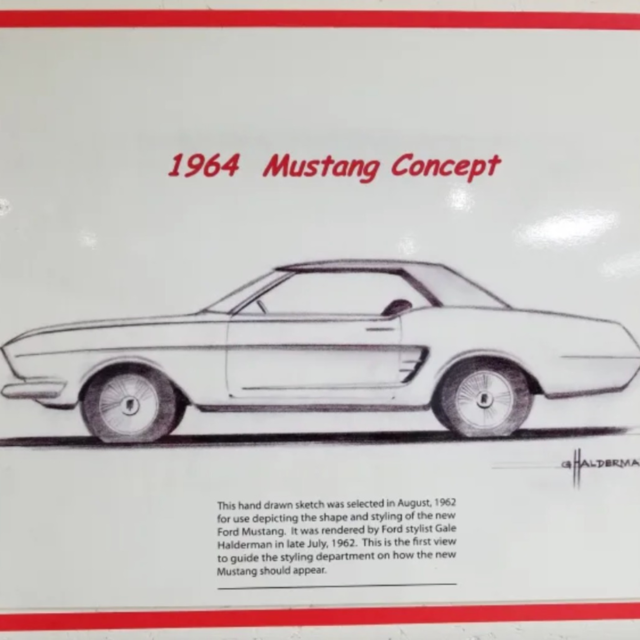 1964 Mustang Concept
G HALDERMA
This hand drawn sketch was selected in August, 1962
for use depicting the shape and styling of the new
Ford Mustang. It was rendered by Ford stylist Gale
Halderman in late July, 1962. This is the first view
to guide the styling department on how the new
Mustang should appear.